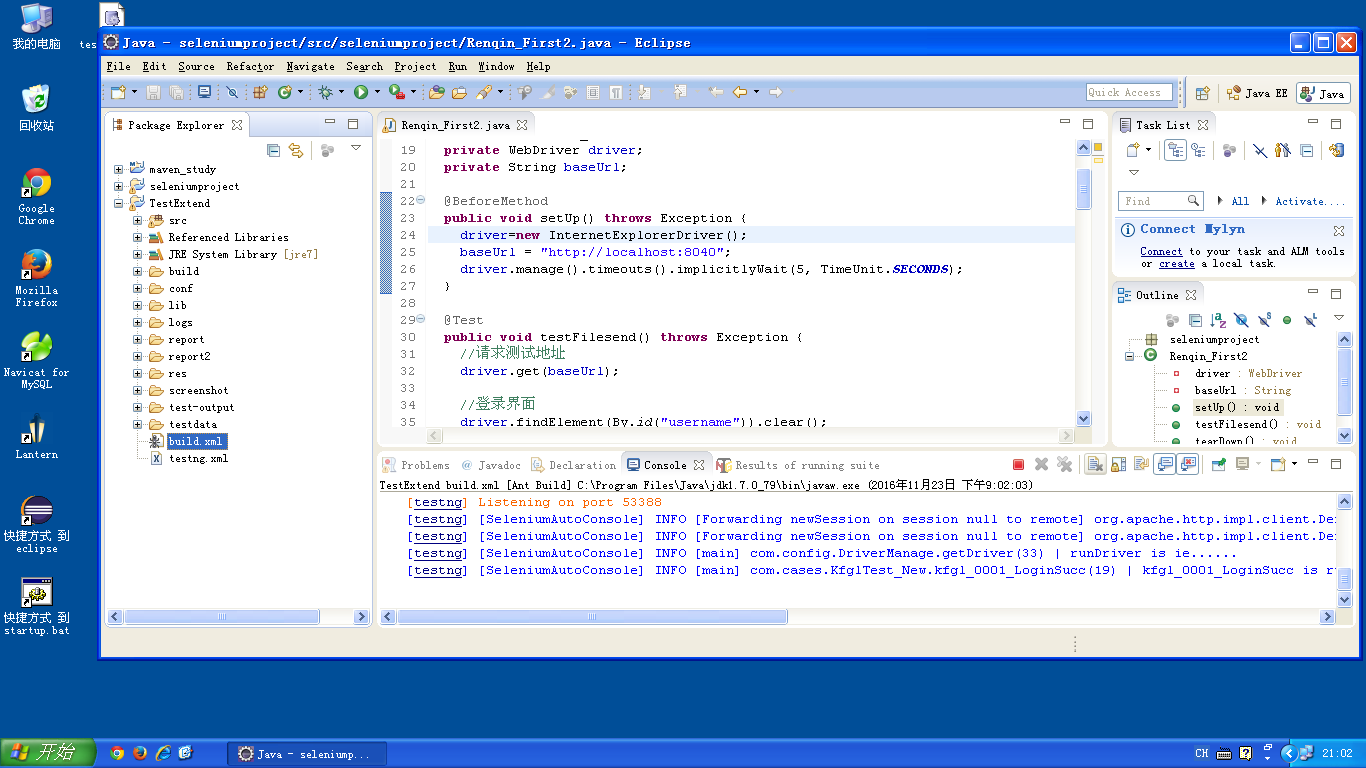 我的电脑
tes
回收站
Google
Chrome
Mozilla
Firefox
Navicat for
MySQL
Lantern
快捷方式 到
eclipse
快捷方式 到
startup.bat
Java - seleniumproject/src/seleniumproject/Renqin_First2.java - Eclipse
File Edit Source Refactor Navigate Search Project Run Window Help
Quick Access
Java EE
Java
Package Explorer
maven_study
seleniumproject
TestExtend
src
Referenced Libraries
JRE System Library [jre7]
build
conf
lib
logs
report
report2
res
screenshot
test-output
testdata
build.xml
testng.xml
Renqin_First2.java
19 private WebDriver driver;
20 private String baseUrl;
21
22 @BeforeMethod
23 public void setUp() throws Exception {
24 driver=new InternetExplorerDriver();
25 baseUrl = "http://localhost:8040";
26 driver.manage().timeouts().implicitlyWait(5, TimeUnit.SECONDS);
27 }
28
29 @Test
30 public void testFilesend() throws Exception {
31 //请求测试地址
32 driver.get(baseUrl);
33
34 //登录界面
35 driver.findElement(By.id("username")).clear();
Task List
Find
All
Activate...
Connect Mylyn
Connect to your task and ALM tools
or create a local task.
Outline
seleniumproject
Renqin_First2
driver : WebDriver
baseUrl : String
setUp() : void
testFilesend() : void
tearDown() : void
Problems @ Javadoc Declaration Console Results of running suite
TestExtend build.xml [Ant Build] C:\Program Files\Java\jdk1.7.0_79\bin\javaw.exe (2016年11月23日 下午9:02:03)
[testng] Listening on port 53388
[testng] [SeleniumAutoConsole] INFO [Forwarding newSession on session null to remote] org.apache.http.impl.client.De
[testng] [SeleniumAutoConsole] INFO [Forwarding newSession on session null to remote] org.apache.http.impl.client.De
[testng] [SeleniumAutoConsole] INFO [main] com.config.DriverManage.getDriver(33) | runDriver is ie......
[testng] [SeleniumAutoConsole] INFO [main] com.cases.KfglTest_New.kfgl_0001_LoginSucc(19) | kfgl_0001_LoginSucc is r
开始
Java - seleniump...
CH
21:02